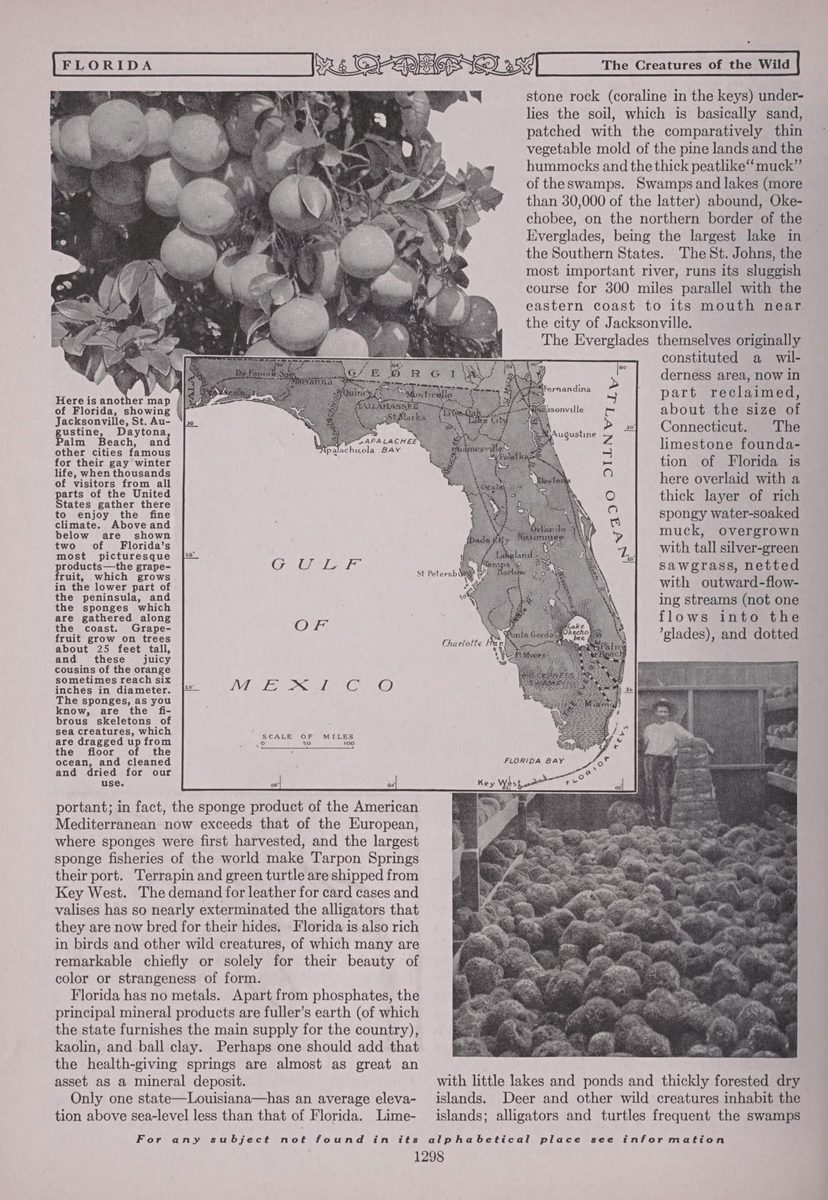 FLORIDA
The Creatures of the Wild
Here is another map
of Florida, showing
Jacksonville, St. Au-
gustine, Daytona,
Palm Beach, and
other cities famous
for their gay winter
life, when thousands
of visitors from all
parts of the United
States gather there
to enjoy the fine
climate. Above and
below are shown
two of Florida's
most picturesque
products—the grape-
fruit, which grows
in the lower part of
the peninsula, and
the sponges which
are gathered along
the coast. Grape-
fruit grow on trees
about 25 feet tall,
and these juicy
cousins of the orange
sometimes reach six
inches in diameter.
The sponges, as you
know, are the fi-
brous skeletons of
sea creatures, which
are dragged up from
the floor of the
ocean, and cleaned
and dried for our
use.
GEORGIA
De Funiak Spr.
Marianna
Quincy
Monticello
TALLAHASSEE
St Marks
Live Oak
Lake City
Fernandina
Jacksonville
Augustine
APALACHEE
BAY
Apalachicola
Gainesville
Palatka
Ocala
Daytona
ATLANTIC OCEAN
Orlando
Kissimmee
Dade City
Lakeland
Tampa
Bartow
St Petersburg
GULF
OF
MEXICO
Charlotte Har
Punta Gorda
Ft Myers
Lake
Okecho
bee
Palm
Beach
BIG CYPRESS
SWAMP
Miami
SCALE OF MILES
0 50 100
FLORIDA BAY
Key West
FLORIDA KEYS
portant; in fact, the sponge product of the American
Mediterranean now exceeds that of the European,
where sponges were first harvested, and the largest
sponge fisheries of the world make Tarpon Springs
their port. Terrapin and green turtle are shipped from
Key West. The demand for leather for card cases and
valises has so nearly exterminated the alligators that
they are now bred for their hides. Florida is also rich
in birds and other wild creatures, of which many are
remarkable chiefly or solely for their beauty of
color or strangeness of form.
Florida has no metals. Apart from phosphates, the
principal mineral products are fuller's earth (of which
the state furnishes the main supply for the country),
kaolin, and ball clay. Perhaps one should add that
the health-giving springs are almost as great an
asset as a mineral deposit.
Only one state—Louisiana—has an average eleva-
tion above sea-level less than that of Florida. Lime-
stone rock (coraline in the keys) under-
lies the soil, which is basically sand,
patched with the comparatively thin
vegetable mold of the pine lands and the
hummocks and the thick peatlike "muck"
of the swamps. Swamps and lakes (more
than 30,000 of the latter) abound, Oke-
chobee, on the northern border of the
Everglades, being the largest lake in
the Southern States. The St. Johns, the
most important river, runs its sluggish
course for 300 miles parallel with the
eastern coast to its mouth near
the city of Jacksonville.
The Everglades themselves originally
constituted a wil-
derness area, now in
part reclaimed,
about the size of
Connecticut. The
limestone founda-
tion of Florida is
here overlaid with a
thick layer of rich
spongy water-soaked
muck, overgrown
with tall silver-green
sawgrass, netted
with outward-flow-
ing streams (not one
flows into the
'glades), and dotted
with little lakes and ponds and thickly forested dry
islands. Deer and other wild creatures inhabit the
islands; alligators and turtles frequent the swamps
For any subject not found in its alphabetical place see information
1298